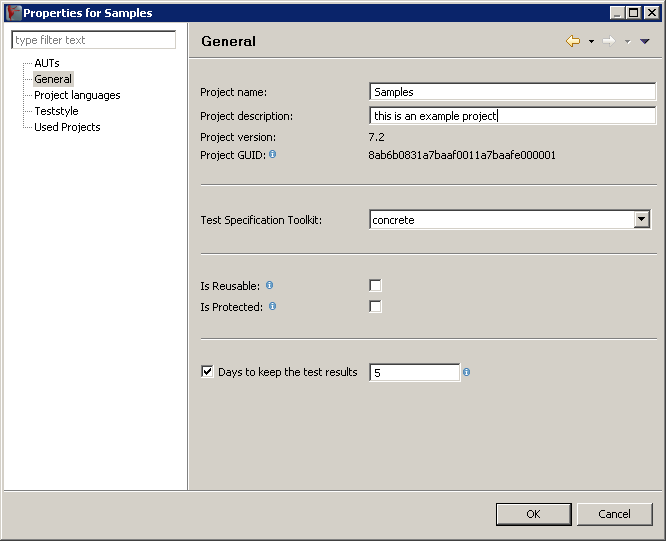 Properties for Samples
type filter text
AUTs
General
Project languages
Teststyle
Used Projects
General
Project name: Samples
Project description: this is an example project
Project version: 7.2
Project GUID: 8ab6b0831a7baaf0011a7baafe000001
Test Specification Toolkit: concrete
Is Reusable:
Is Protected:
Days to keep the test results 5
OK Cancel